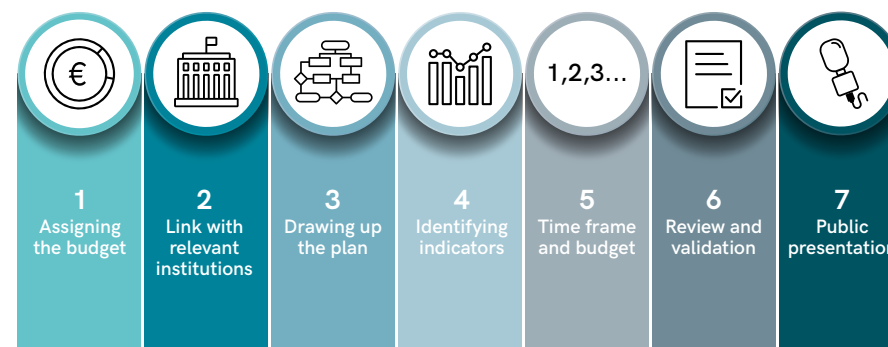 €
1,2,3...
1
Assigning
the budget
2
Link with
relevant
institutions
3
Drawing up
the plan
4
Identifying
indicators
5
Time frame
and budget
6
Review and
validation
7
Public
presentation